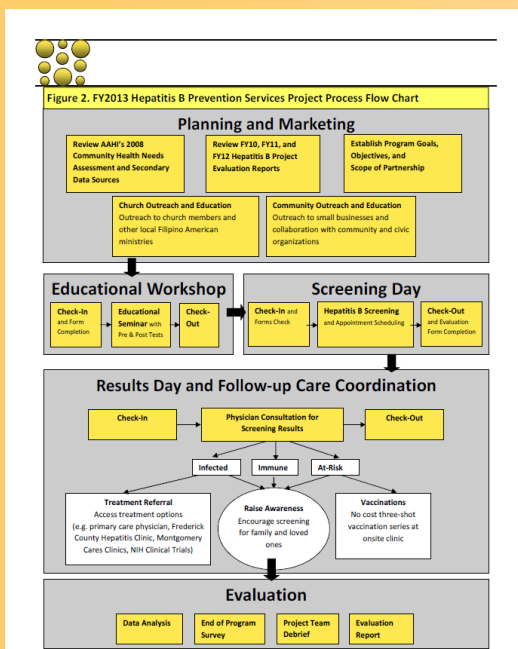 Figure 2. FY2013 Hepatitis B Prevention Services Project Process Flow Chart
Planning and Marketing
Review AAHI's 2008
Community Health Needs
Assessment and Secondary
Data Sources
Review FY10, FY11, and
FY12 Hepatitis B Project
Evaluation Reports
Establish Program Goals,
Objectives, and
Scope of Partnership
Church Outreach and Education
Outreach to church members and
other local Filipino American
ministries
Community Outreach and Education
Outreach to small businesses and
collaboration with community and civic
organizations
Educational Workshop
Check-In
and Form
Completion
Educational
Seminar with
Pre & Post Tests
Check-
Out
Screening Day
Check-In and
Forms Check
Hepatitis B Screening
and Appointment Scheduling
Check-Out
and Evaluation
Form Completion
Results Day and Follow-up Care Coordination
Check-In
Physician Consultation for
Screening Results
Check-Out
Infected
Immune
At-Risk
Treatment Referral
Access treatment options
(e.g. primary care physician, Frederick
County Hepatitis Clinic, Montgomery
Cares Clinics, NIH Clinical Trials)
Raise Awareness
Encourage screening
for family and loved
ones
Vaccinations
No cost three-shot
vaccination series at
onsite clinic
Evaluation
Data Analysis
End of Program
Survey
Project Team
Debrief
Evaluation
Report